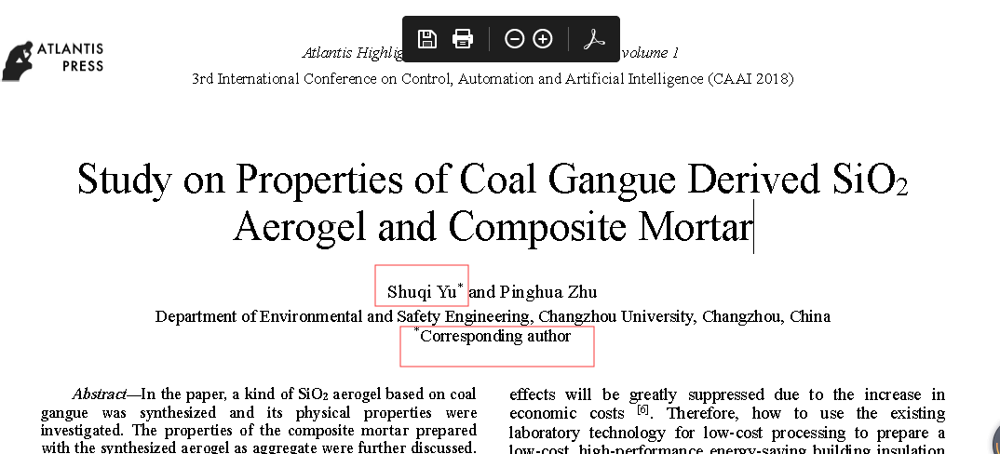 ATLANTIS
PRESS
Atlantis volume 1
3rd International Conference on Control, Automation and Artificial Intelligence (CAAI 2018)
Study on Properties of Coal Gangue Derived SiO₂
Aerogel and Composite Mortar
Shuqi Yu* and Pinghua Zhu
Department of Environmental and Safety Engineering, Changzhou University, Changzhou, China
*Corresponding author
Abstract—In the paper, a kind of SiO₂ aerogel based on coal
gangue was synthesized and its physical properties were
investigated. The properties of the composite mortar prepared
with the synthesized aerogel as aggregate were further discussed.
effects will be greatly suppressed due to the increase in
economic costs [6]. Therefore, how to use the existing
laboratory technology for low-cost processing to prepare a
low-cost, high-performance energy-saving building insulation